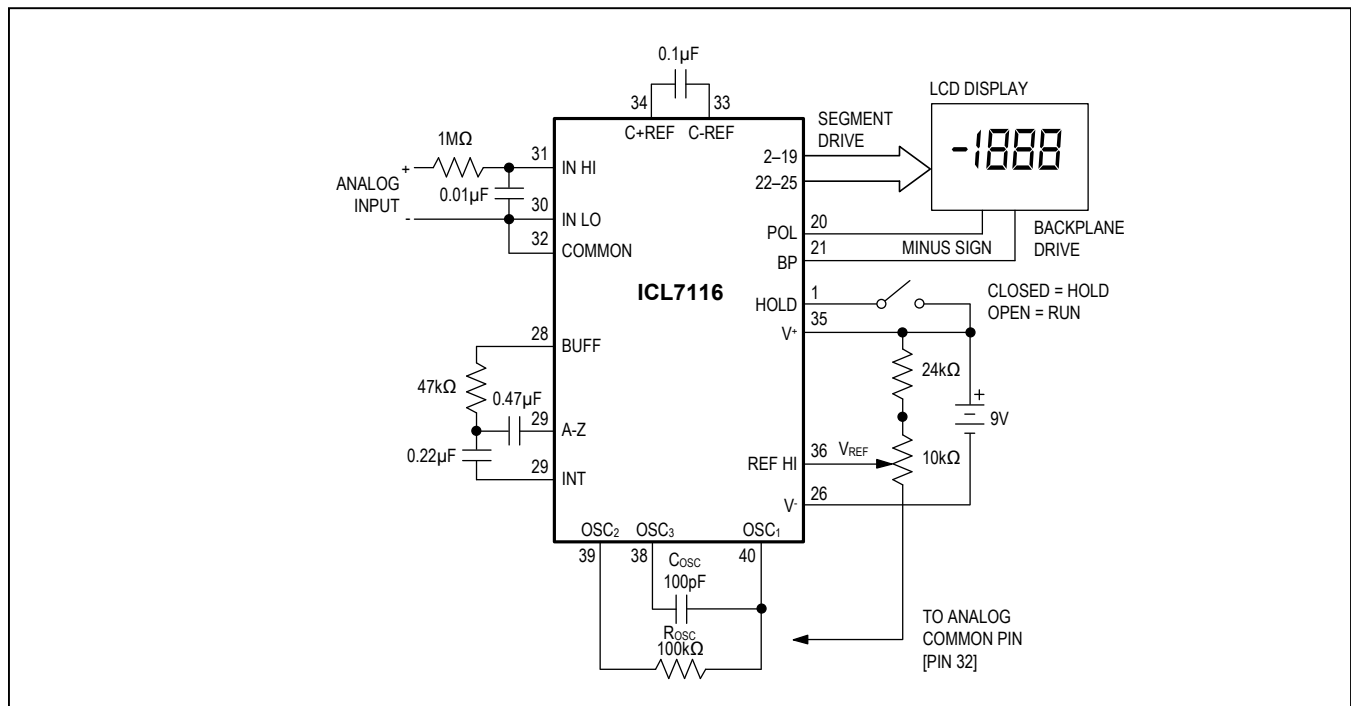 0.1µF
34
33
C+REF
C-REF
LCD DISPLAY
-1888
SEGMENT
DRIVE
2–19
22–25
1MΩ
+
31
IN HI
ANALOG
INPUT
0.01µF
-
30
IN LO
32
COMMON
20
POL
MINUS SIGN
21
BP
BACKPLANE
DRIVE
ICL7116
1
HOLD
CLOSED = HOLD
OPEN = RUN
35
V+
28
BUFF
47kΩ
0.47µF
29
A-Z
0.22µF
29
INT
24kΩ
+
9V
36
REF HI
VREF
10kΩ
26
V-
OSC2
OSC3
OSC1
39
38
40
COSC
100pF
ROSC
100kΩ
TO ANALOG
COMMON PIN
[PIN 32]